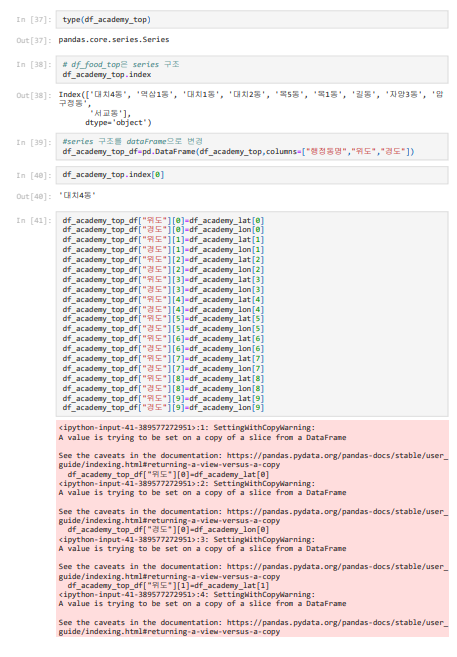 In [37]: type(df_academy_top)
Out[37]: pandas.core.series.Series
In [38]: # df_food_top은 series 구조
df_academy_top.index
Out[38]: Index(['대치4동', '역삼1동', '대치1동', '대치2동', '목5동', '목1동', '길동', '자양3동', '압
구정동',
'서교동'],
dtype='object')
In [39]: #series 구조를 dataFrame으로 변경
df_academy_top_df=pd.DataFrame(df_academy_top,columns=["행정동명","위도","경도"])
In [40]: df_academy_top.index[0]
Out[40]: '대치4동'
In [41]: df_academy_top_df["위도"][0]=df_academy_lat[0]
df_academy_top_df["경도"][0]=df_academy_lon[0]
df_academy_top_df["위도"][1]=df_academy_lat[1]
df_academy_top_df["경도"][1]=df_academy_lon[1]
df_academy_top_df["위도"][2]=df_academy_lat[2]
df_academy_top_df["경도"][2]=df_academy_lon[2]
df_academy_top_df["위도"][3]=df_academy_lat[3]
df_academy_top_df["경도"][3]=df_academy_lon[3]
df_academy_top_df["위도"][4]=df_academy_lat[4]
df_academy_top_df["경도"][4]=df_academy_lon[4]
df_academy_top_df["위도"][5]=df_academy_lat[5]
df_academy_top_df["경도"][5]=df_academy_lon[5]
df_academy_top_df["위도"][6]=df_academy_lat[6]
df_academy_top_df["경도"][6]=df_academy_lon[6]
df_academy_top_df["위도"][7]=df_academy_lat[7]
df_academy_top_df["경도"][7]=df_academy_lon[7]
df_academy_top_df["위도"][8]=df_academy_lat[8]
df_academy_top_df["경도"][8]=df_academy_lon[8]
df_academy_top_df["위도"][9]=df_academy_lat[9]
df_academy_top_df["경도"][9]=df_academy_lon[9]
<ipython-input-41-389577272951>:1: SettingWithCopyWarning:
A value is trying to be set on a copy of a slice from a DataFrame
See the caveats in the documentation: https://pandas.pydata.org/pandas-docs/stable/user_
guide/indexing.html#returning-a-view-versus-a-copy
df_academy_top_df["위도"][0]=df_academy_lat[0]
<ipython-input-41-389577272951>:2: SettingWithCopyWarning:
A value is trying to be set on a copy of a slice from a DataFrame
See the caveats in the documentation: https://pandas.pydata.org/pandas-docs/stable/user_
guide/indexing.html#returning-a-view-versus-a-copy
df_academy_top_df["경도"][0]=df_academy_lon[0]
<ipython-input-41-389577272951>:3: SettingWithCopyWarning:
A value is trying to be set on a copy of a slice from a DataFrame
See the caveats in the documentation: https://pandas.pydata.org/pandas-docs/stable/user_
guide/indexing.html#returning-a-view-versus-a-copy
df_academy_top_df["위도"][1]=df_academy_lat[1]
<ipython-input-41-389577272951>:4: SettingWithCopyWarning:
A value is trying to be set on a copy of a slice from a DataFrame
See the caveats in the documentation: https://pandas.pydata.org/pandas-docs/stable/user_
guide/indexing.html#returning-a-view-versus-a-copy